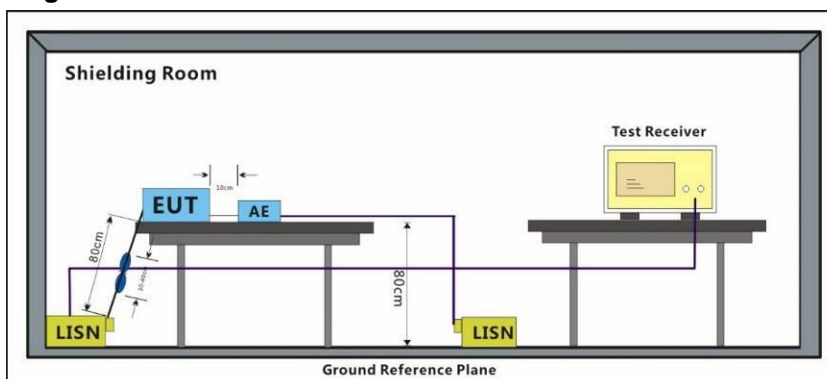 Shielding Room
Test Receiver
10cm
EUT
AE
80cm
80cm
LISN
LISN
Ground Reference Plane